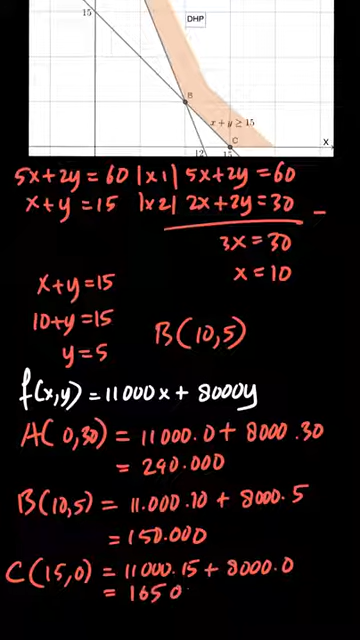 15
DHP
B
x + y ≥ 15
C
x
12
15
5x+2y = 60 |x1| 5x+2y = 60
x+y = 15 |x2| 2x+2y = 30 −
3x = 30
x = 10
x+y = 15
10+y = 15
y = 5
B(10,5)
f(x,y) = 11000x + 8000y
A(0,30) = 11000.0 + 8000.30
= 240.000
B(10,5) = 11.000.10 + 8000.5
= 150.000
C(15,0) = 11000.15 + 8000.0
= 1650